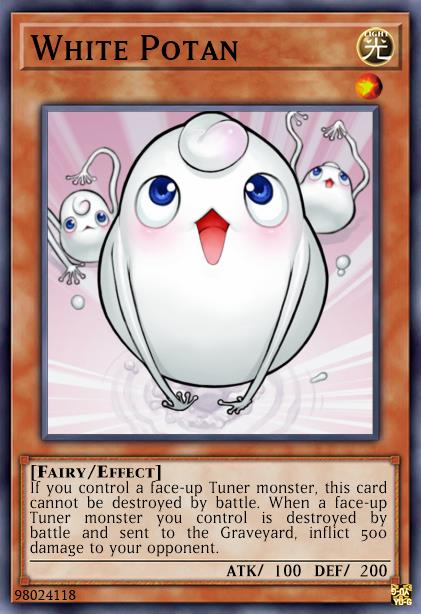 WHITE POTAN
LIGHT
光
[FAIRY/EFFECT]
If you control a face-up Tuner monster, this card
cannot be destroyed by battle. When a face-up
Tuner monster you control is destroyed by
battle and sent to the Graveyard, inflict 500
damage to your opponent.
ATK/ 100 DEF/ 200
98024118